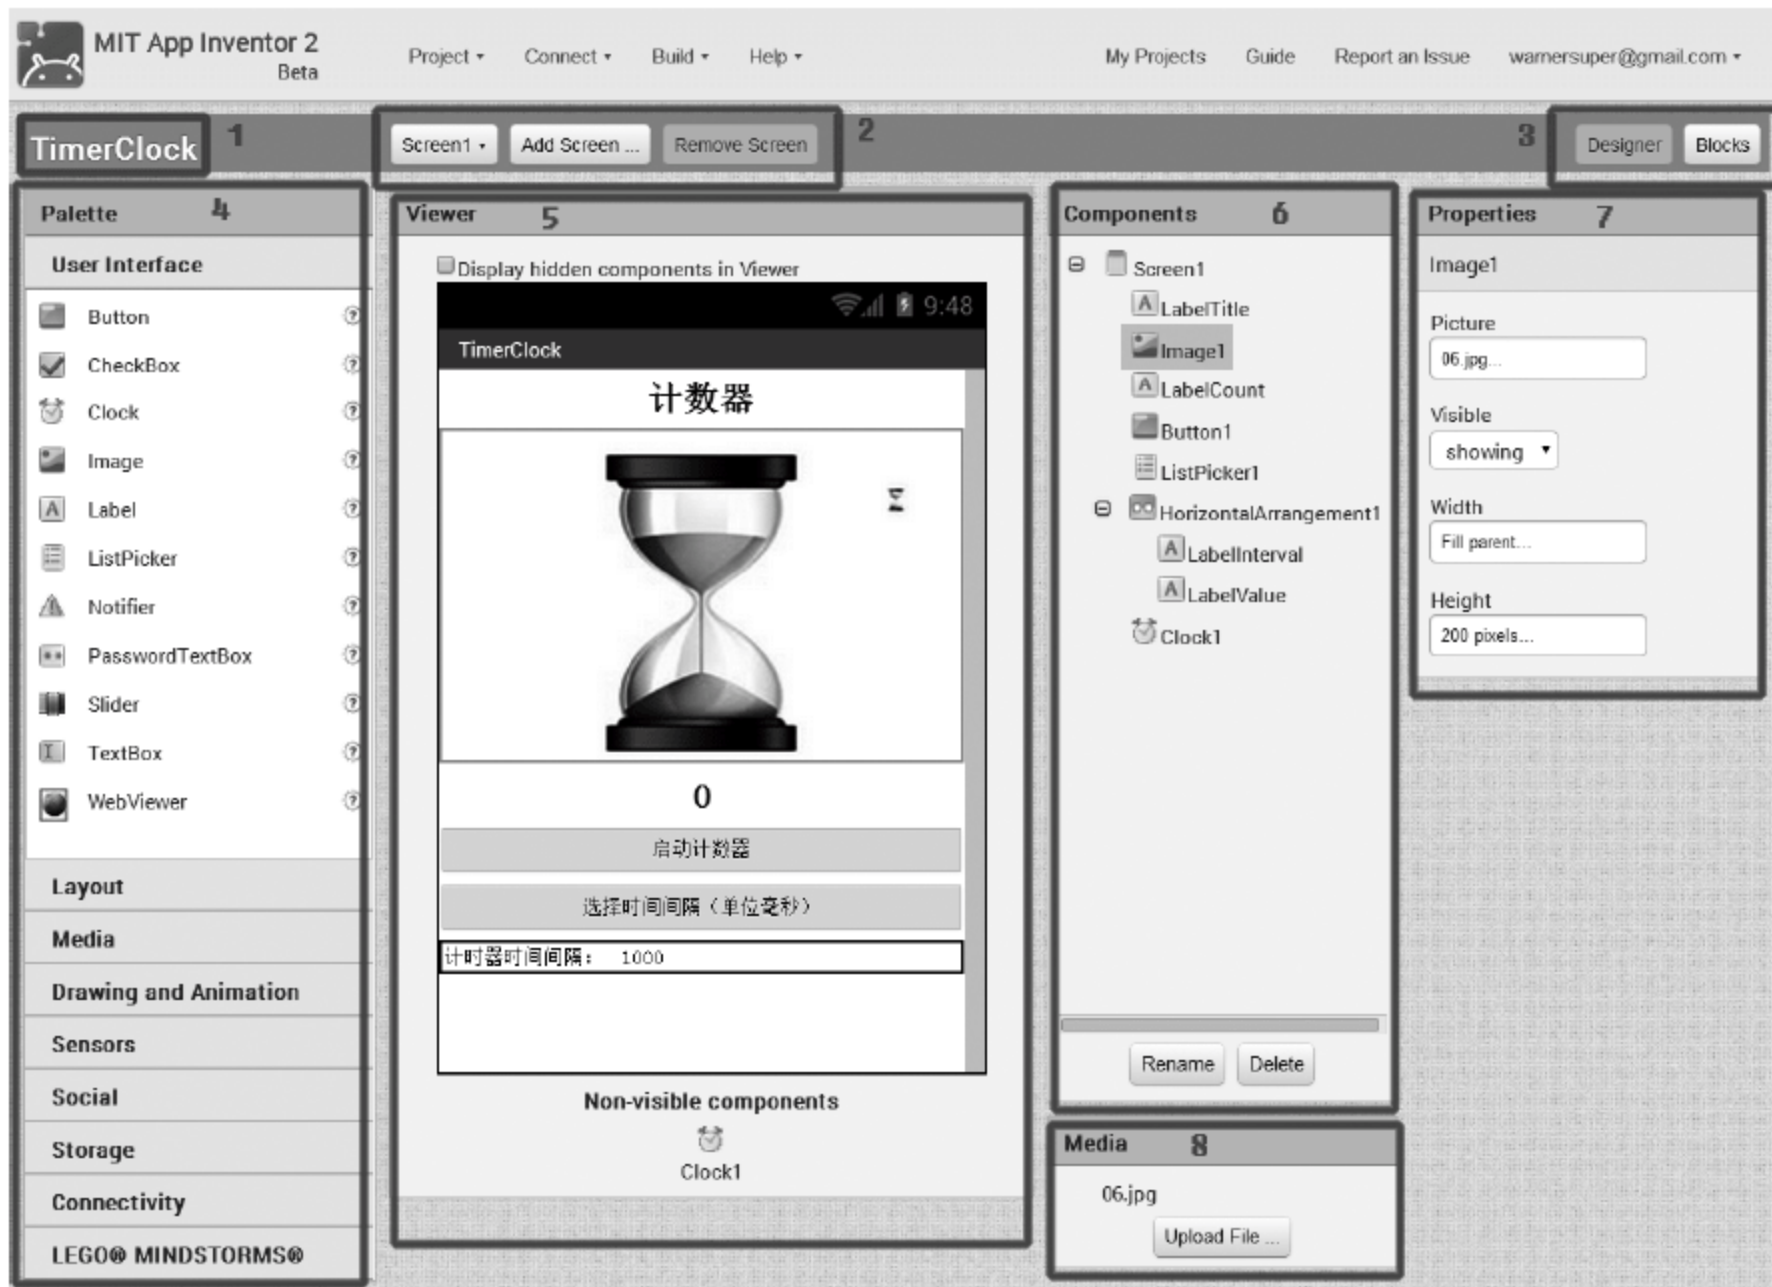 MIT App Inventor 2
Beta
Project Connect Build Help My Projects Guide Report an Issue warnersuper@gmail.com
TimerClock 1 Screen1 Add Screen ... Remove Screen 2 3 Designer Blocks
Palette 4
User Interface
Button
CheckBox
Clock
Image
Label
ListPicker
Notifier
PasswordTextBox
Slider
TextBox
WebViewer
Layout
Media
Drawing and Animation
Sensors
Social
Storage
Connectivity
LEGO® MINDSTORMS®
Viewer 5
Display hidden components in Viewer
9:48
TimerClock
计数器
0
启动计数器
选择时间间隔（单位毫秒）
计时器时间间隔： 1000
Non-visible components
Clock1
Components 6
Screen1
LabelTitle
Image1
LabelCount
Button1
ListPicker1
HorizontalArrangement1
LabelInterval
LabelValue
Clock1
Rename Delete
Media 8
06.jpg
Upload File ...
Properties 7
Image1
Picture
06.jpg...
Visible
showing
Width
Fill parent...
Height
200 pixels...